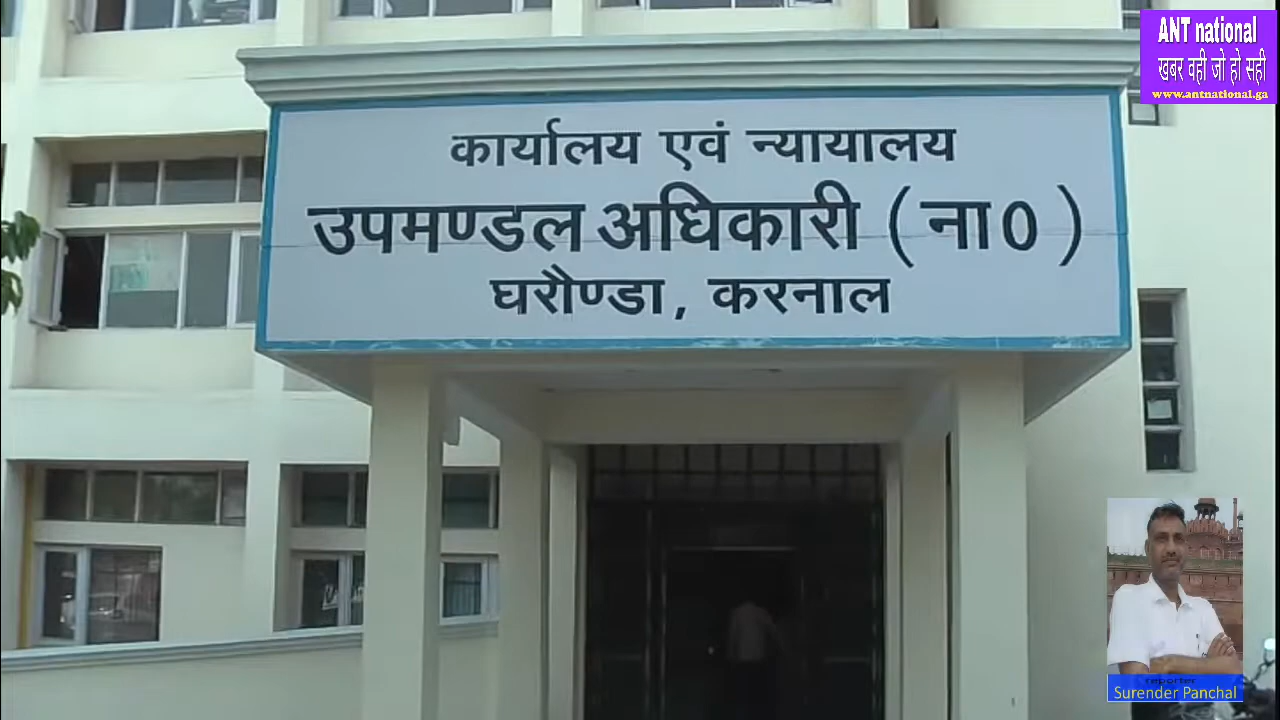 ANT national
खबर वही जो हो सही
www.antnational.ga
कार्यालय एवं न्यायालय
उपमण्डल अधिकारी (ना0)
घरौण्डा, करनाल
reporter
Surender Panchal